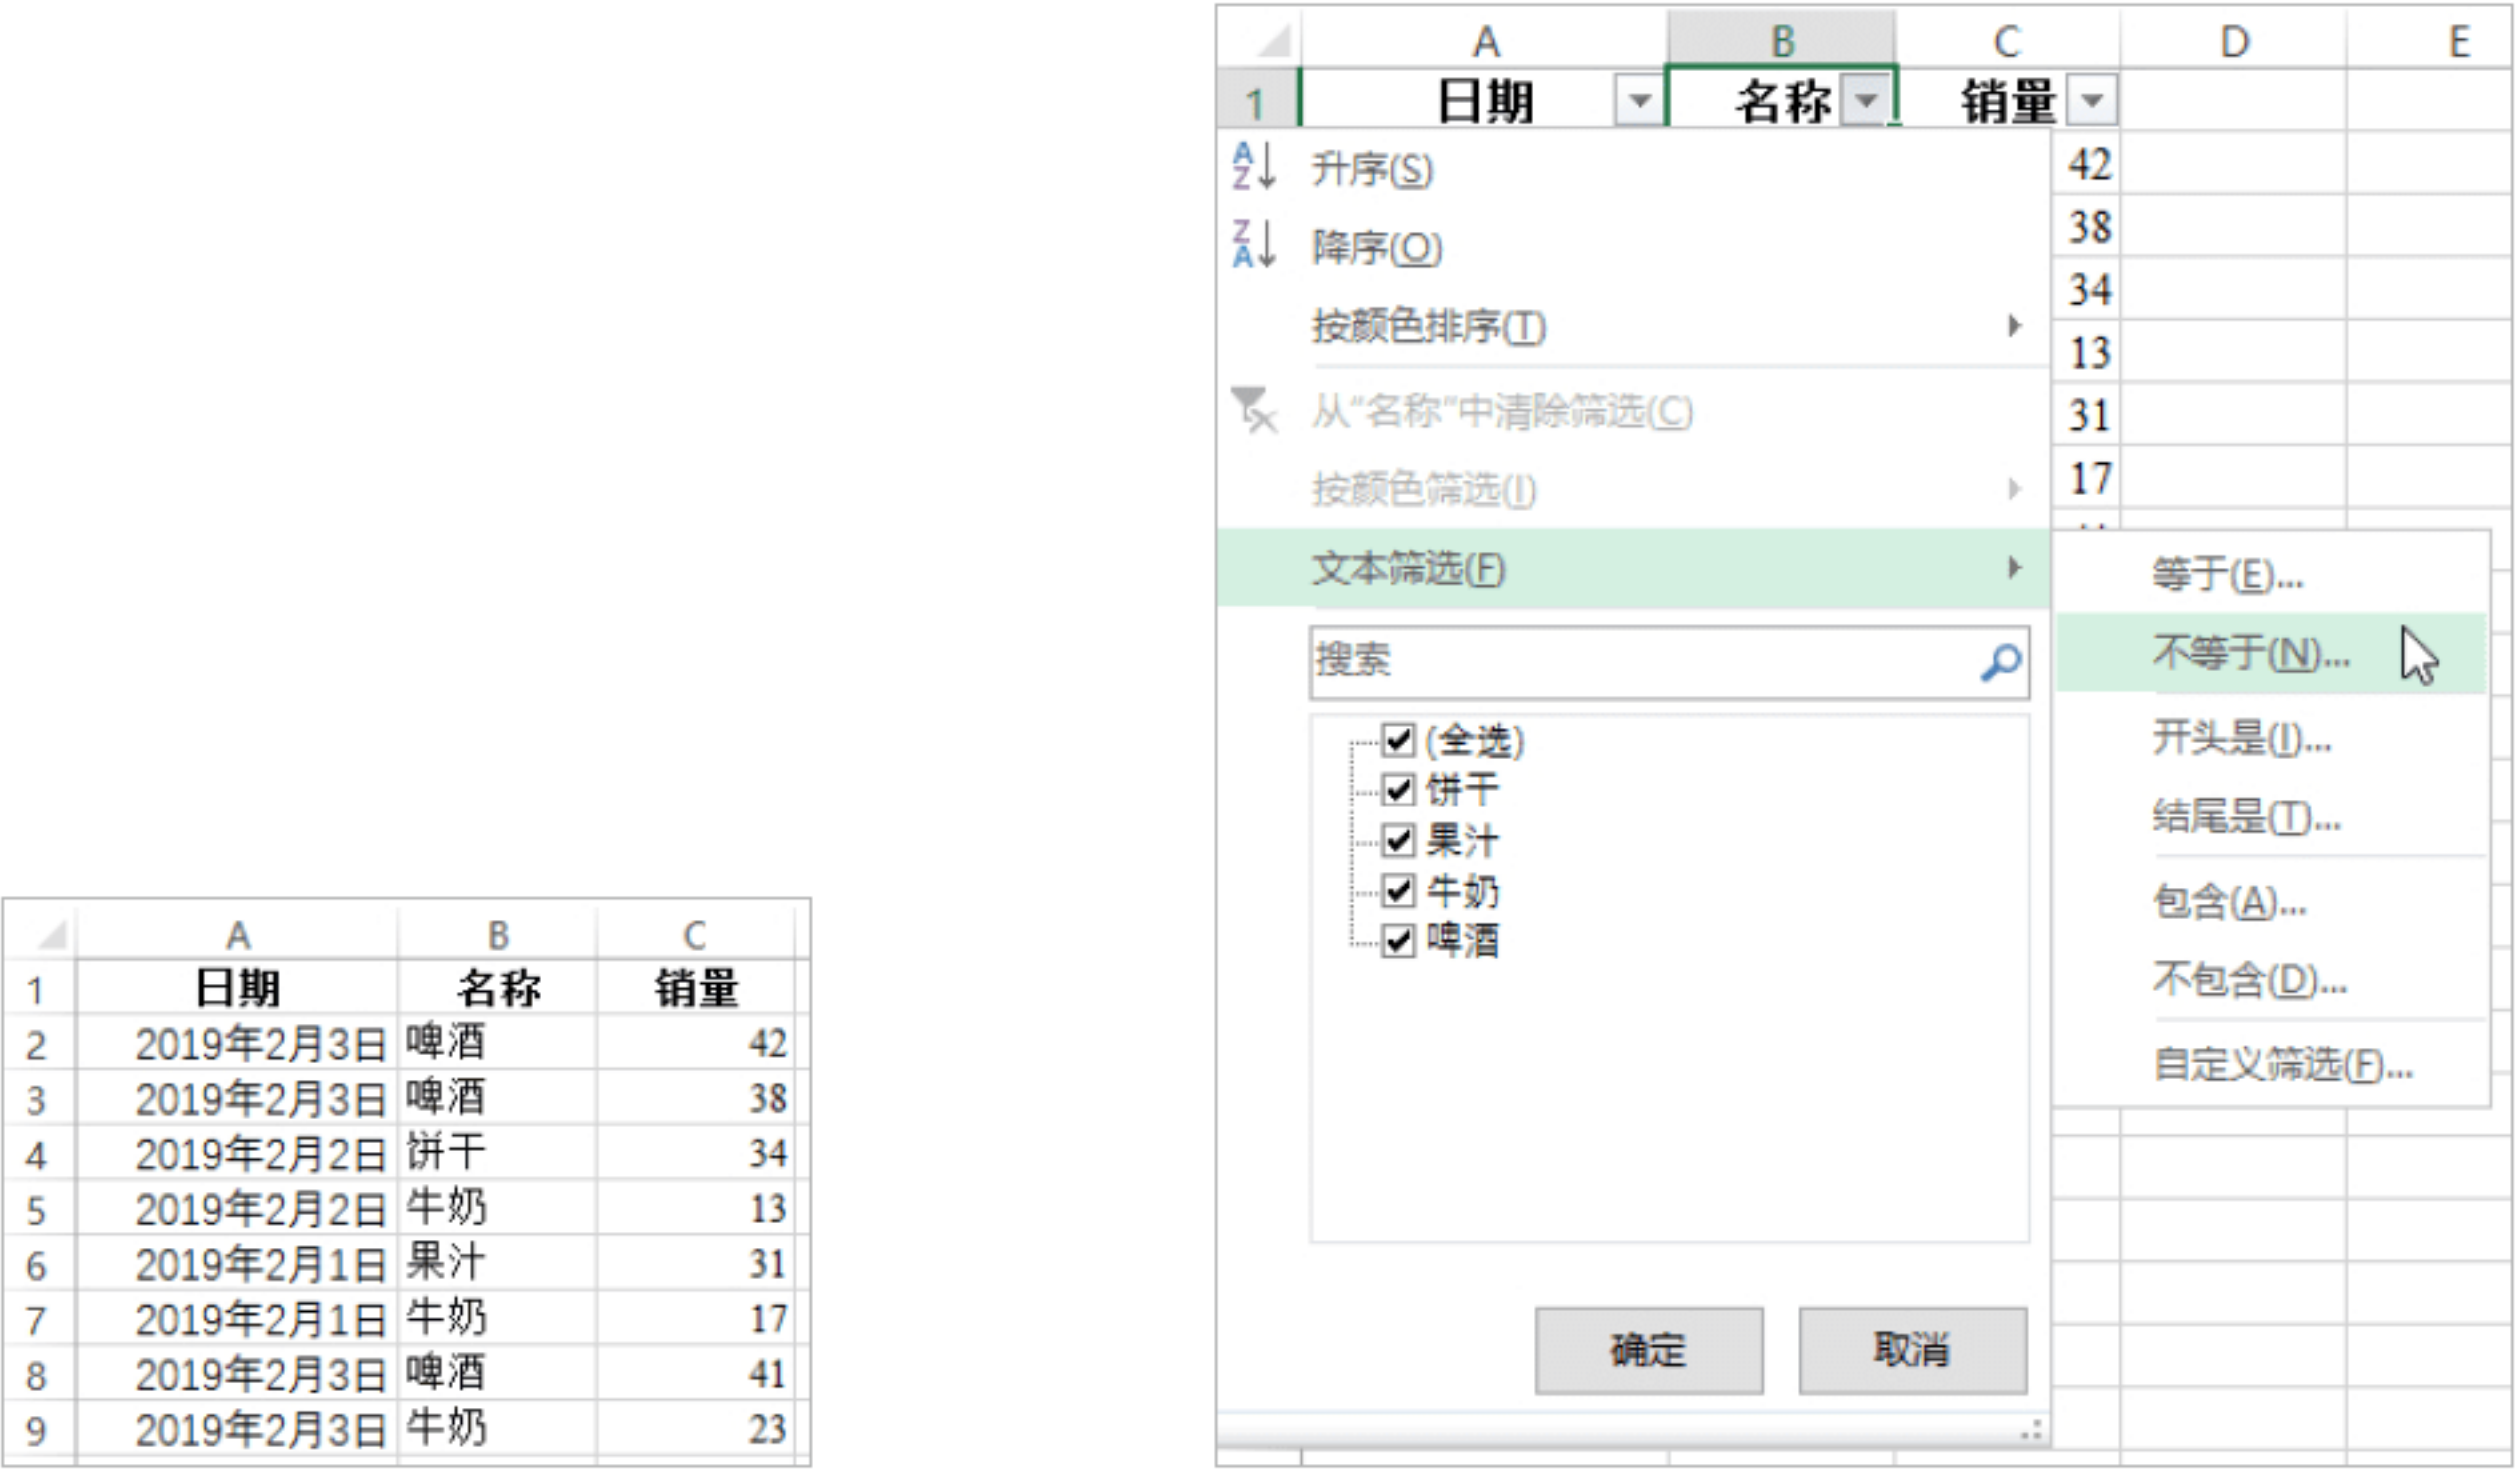 A B C
1 日期 名称 销量
2 2019年2月3日 啤酒 42
3 2019年2月3日 啤酒 38
4 2019年2月2日 饼干 34
5 2019年2月2日 牛奶 13
6 2019年2月1日 果汁 31
7 2019年2月1日 牛奶 17
8 2019年2月3日 啤酒 41
9 2019年2月3日 牛奶 23
A B C D E
1 日期 名称 销量
升序(S)
降序(O)
按颜色排序(T)
从“名称”中清除筛选(C)
按颜色筛选(I)
文本筛选(F)
搜索
(全选)
饼干
果汁
牛奶
啤酒
确定 取消
42
38
34
13
31
17
等于(E)...
不等于(N)...
开头是(I)...
结尾是(T)...
包含(A)...
不包含(D)...
自定义筛选(F)...